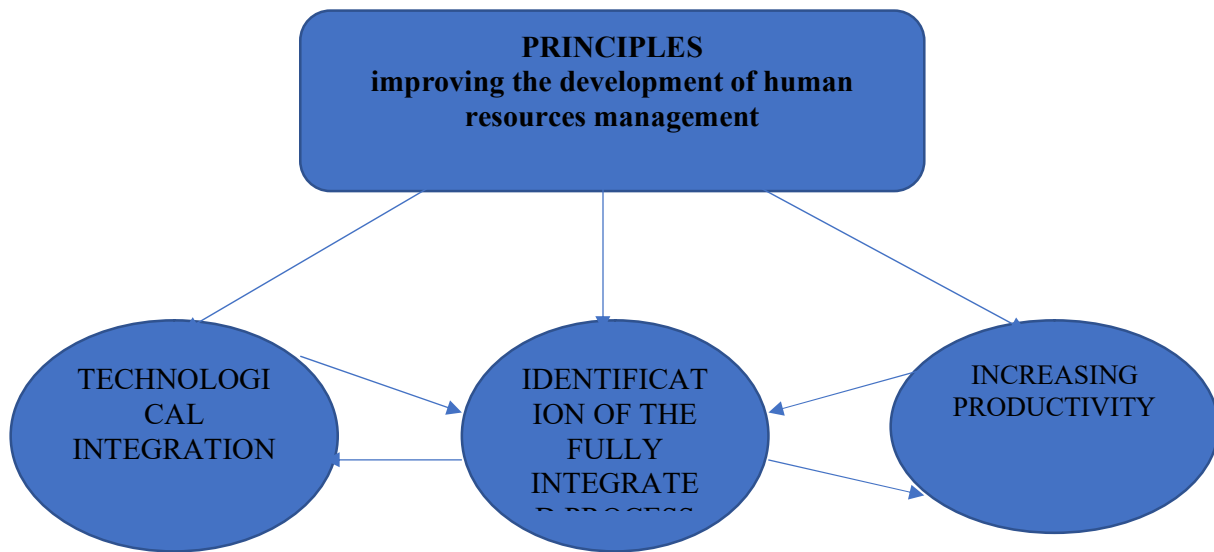 PRINCIPLES
improving the development of human
resources management
TECHNOLOGI
CAL
INTEGRATION
IDENTIFICAT
ION OF THE
FULLY
INTEGRATE
D PROCESS
INCREASING
PRODUCTIVITY